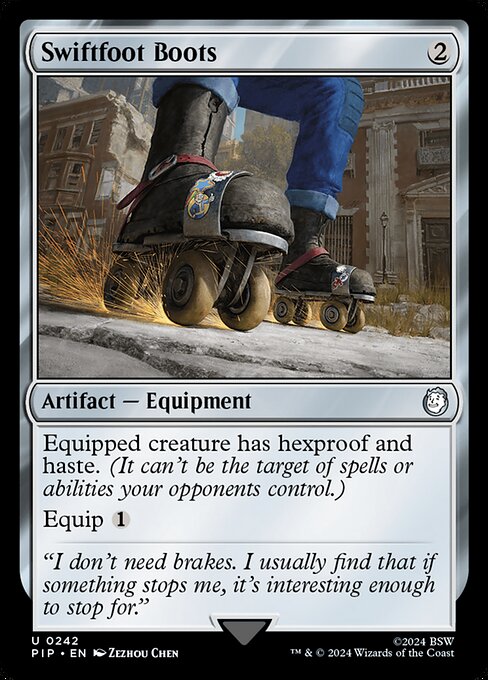 Swiftfoot Boots 2
Artifact — Equipment
Equipped creature has hexproof and
haste. (It can't be the target of spells or
abilities your opponents control.)
Equip 1
“I don't need brakes. I usually find that if
something stops me, it's interesting enough
to stop for.”
U 0242
PIP • EN Zezhou Chen
©2024 BSW
™ & © 2024 Wizards of the Coast